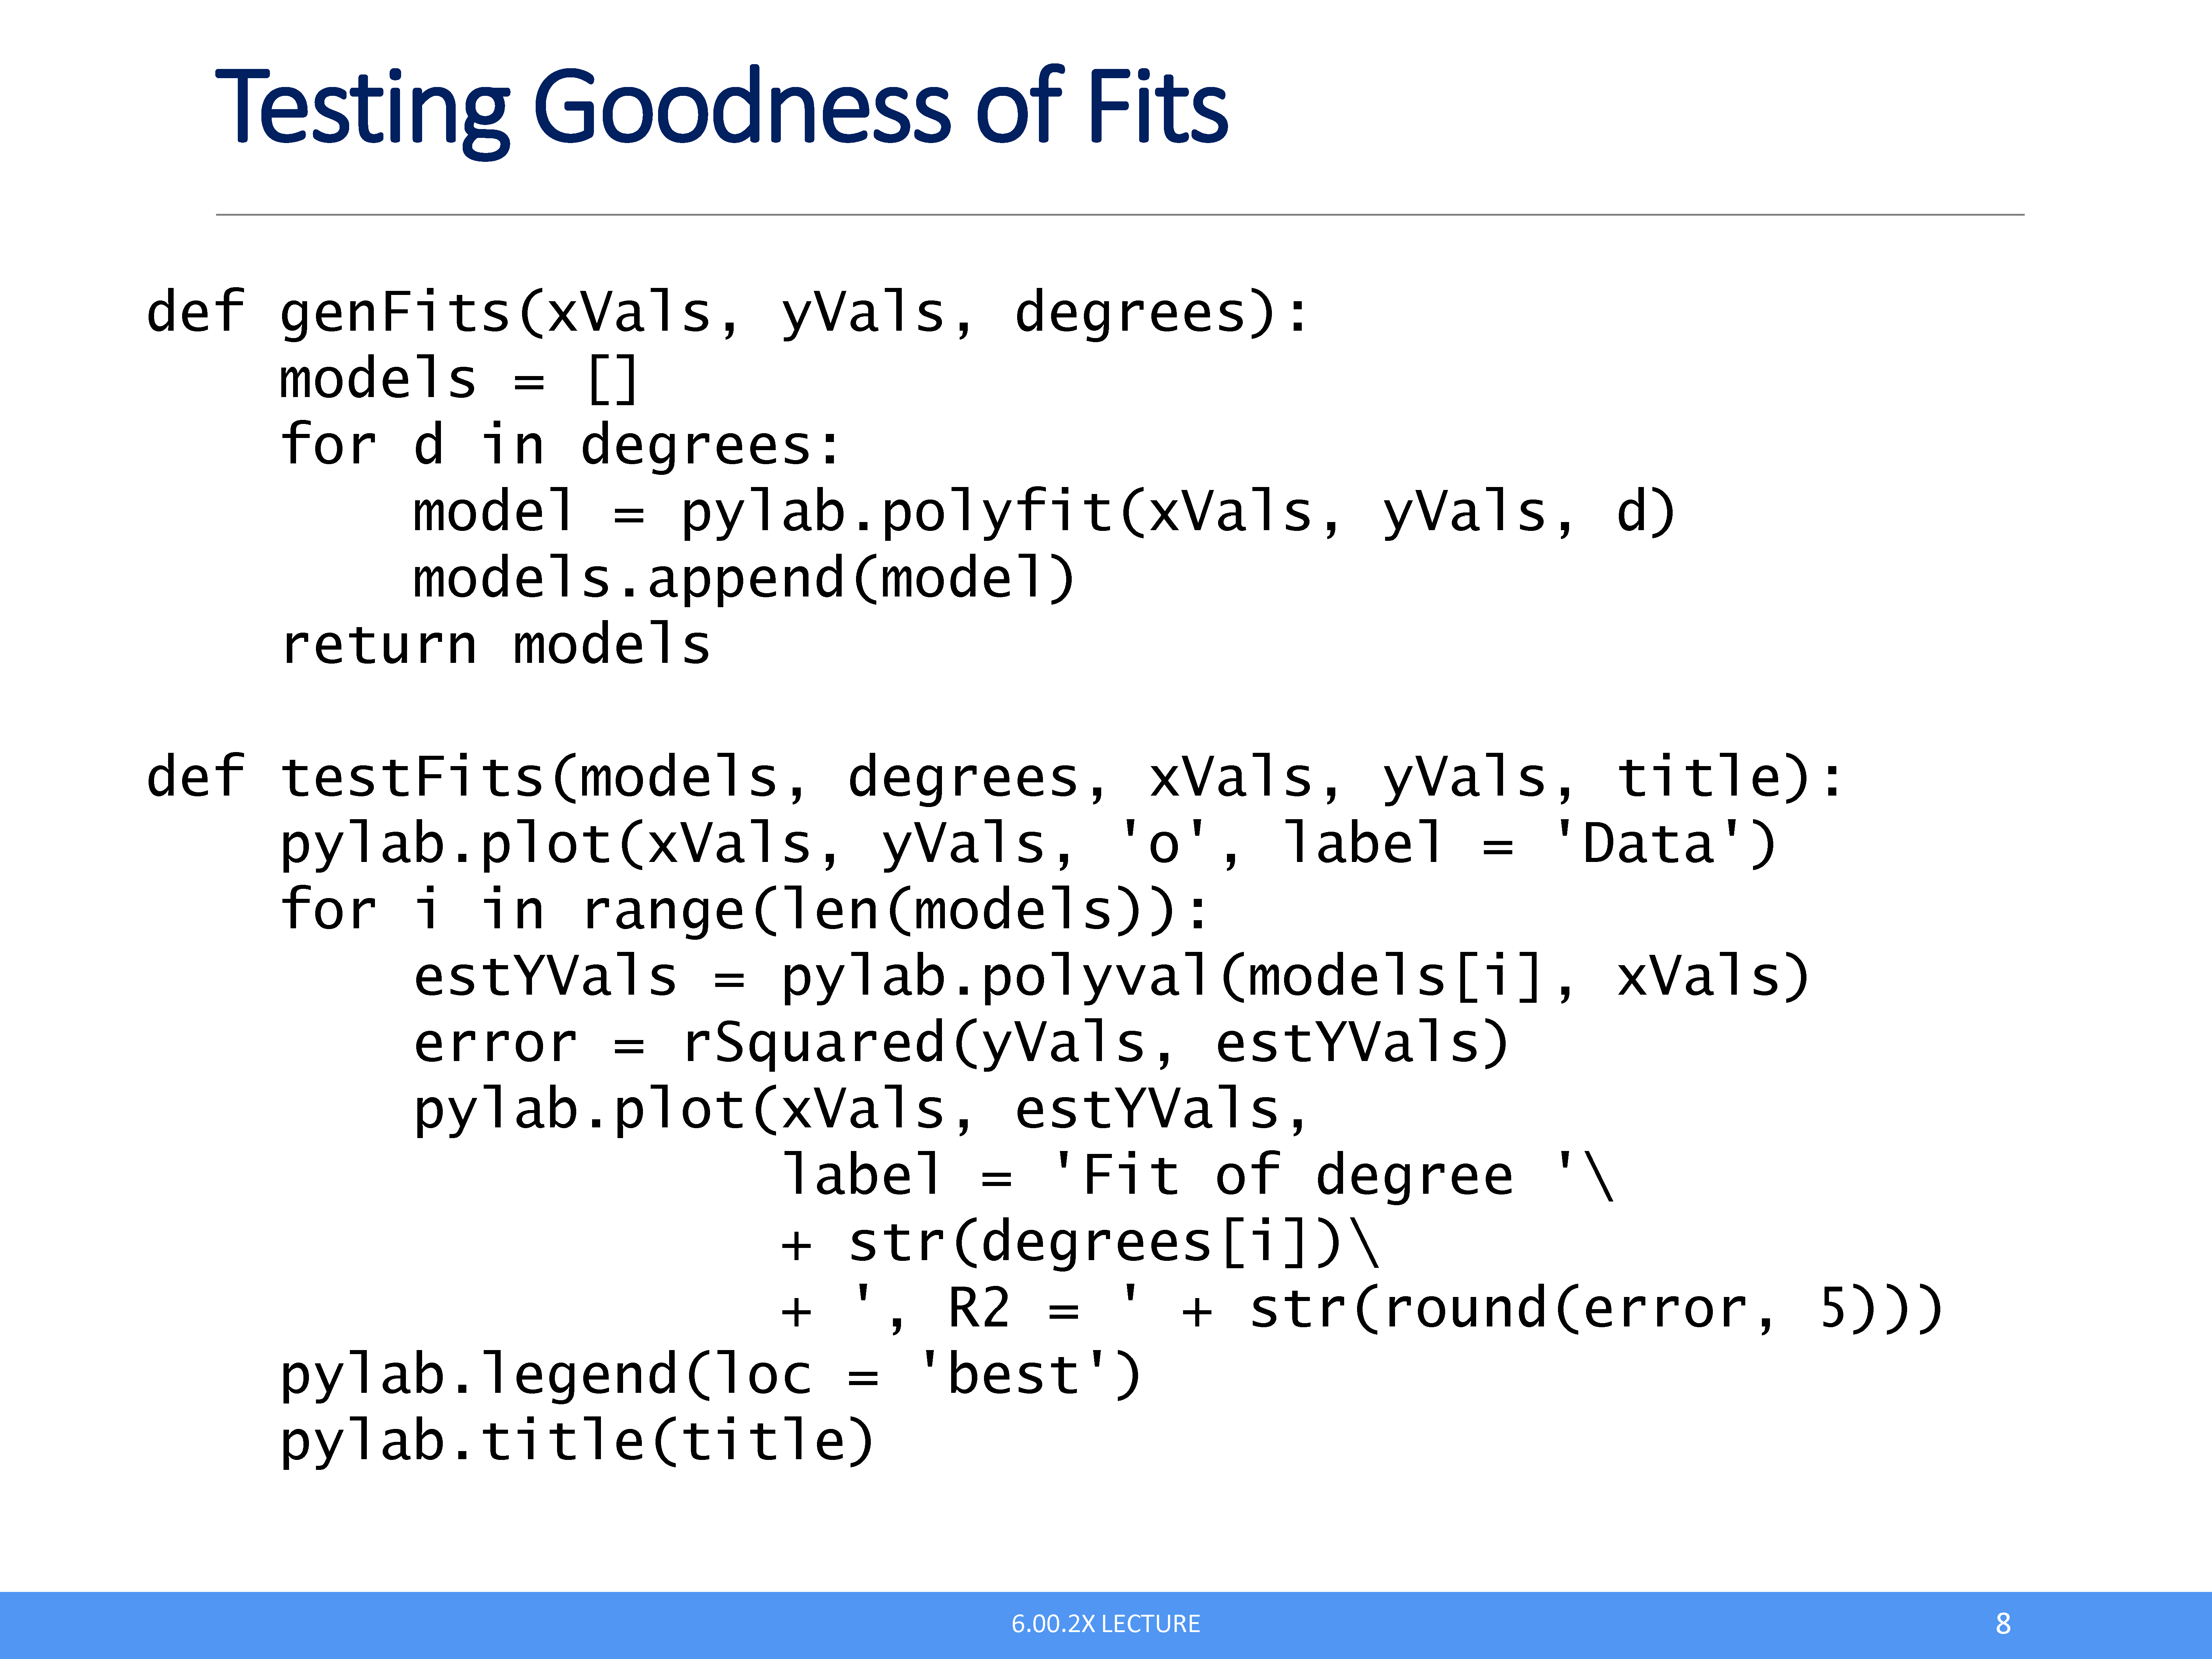 Testing Goodness of Fits
def genFits(xVals, yVals, degrees):
    models = []
    for d in degrees:
        model = pylab.polyfit(xVals, yVals, d)
        models.append(model)
    return models
def testFits(models, degrees, xVals, yVals, title):
    pylab.plot(xVals, yVals, 'o', label = 'Data')
    for i in range(len(models)):
        estYVals = pylab.polyval(models[i], xVals)
        error = rSquared(yVals, estYVals)
        pylab.plot(xVals, estYVals,
                   label = 'Fit of degree '\
                   + str(degrees[i])\
                   + ', R2 = ' + str(round(error, 5)))
    pylab.legend(loc = 'best')
    pylab.title(title)
6.00.2X LECTURE
8